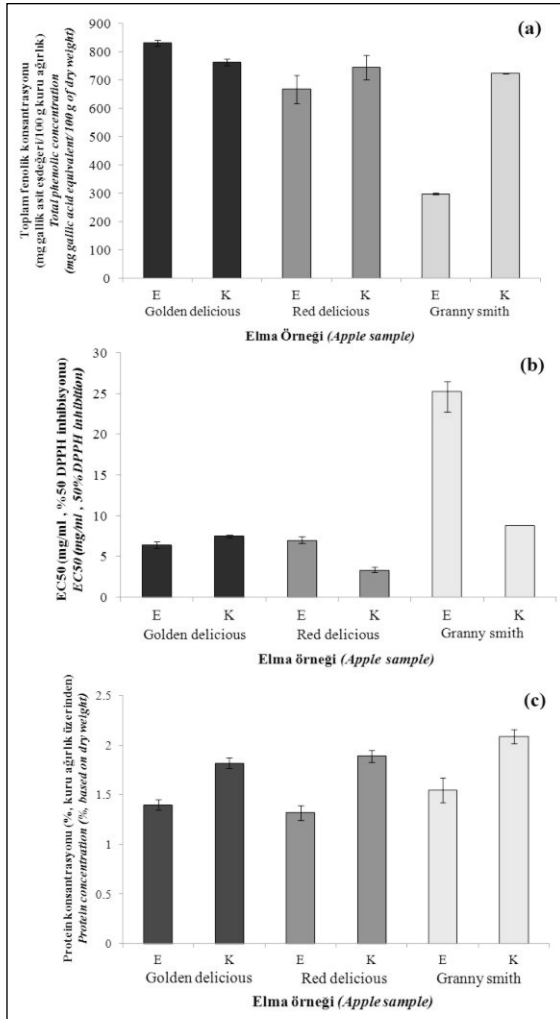 (a)
Toplam fenolik konsantrasyonu
(mg gallik asit eşdeğeri/100 g kuru ağırlık)
Total phenolic concentration
(mg gallic acid equivalent/100 g of dry weight)
900
800
700
600
500
400
300
200
100
0
E K E K E K
Golden delicious Red delicious Granny smith
Elma Örneği (Apple sample)
(b)
EC50 (mg/ml , %50 DPPH inhibisyonu)
EC50 (mg/ml , 50% DPPH inhibition)
30
25
20
15
10
5
0
E K E K E K
Golden delicious Red delicious Granny smith
Elma örneği (Apple sample)
(c)
Protein konsantrasyonu (%, kuru ağırlık üzerinden)
Protein concentration (%, based on dry weight)
2.5
2
1.5
1
0.5
0
E K E K E K
Golden delicious Red delicious Granny smith
Elma örneği (Apple sample)